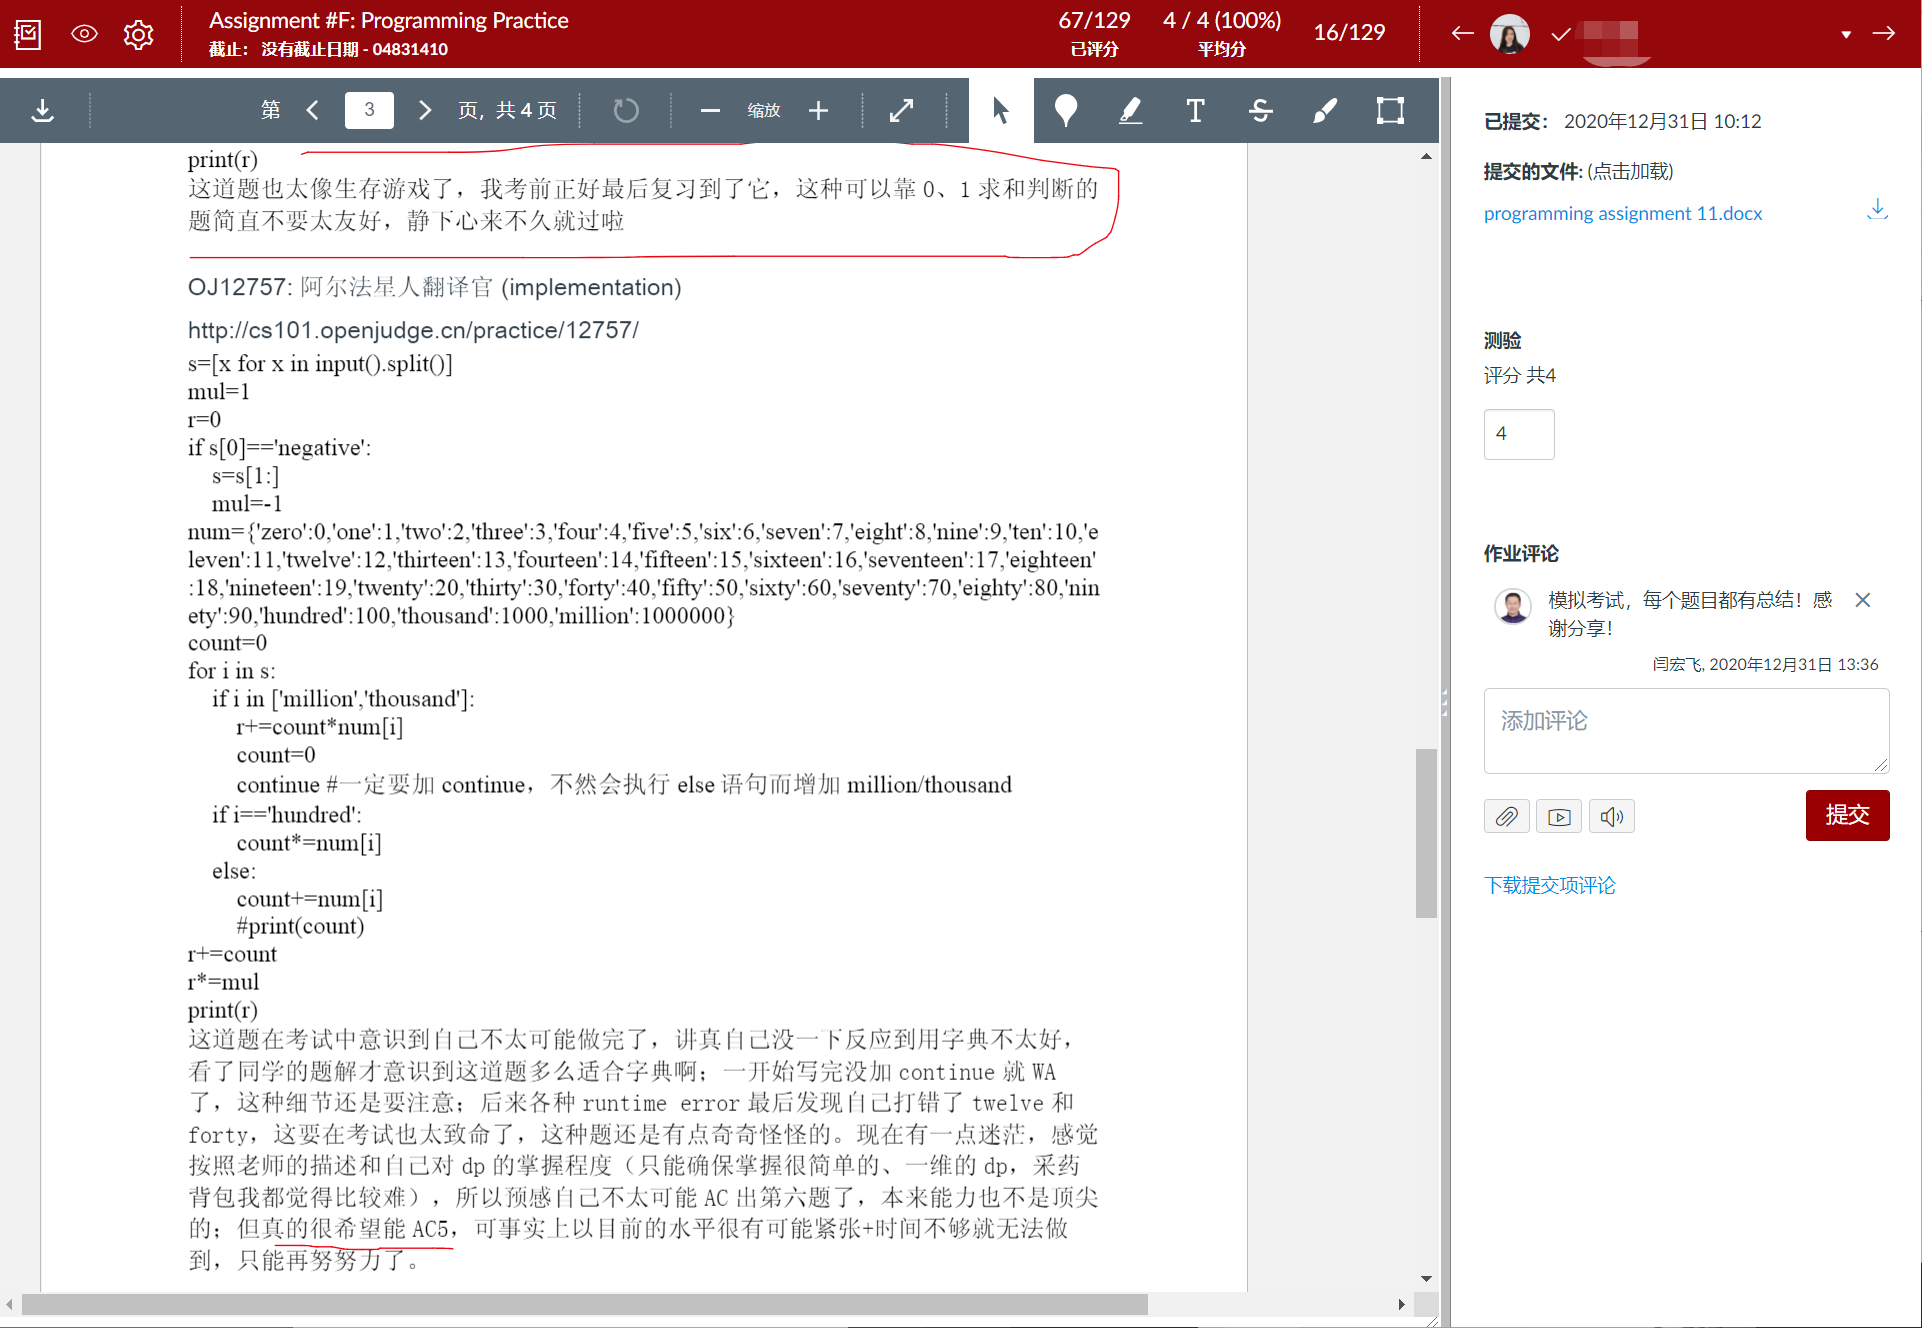 Assignment #F: Programming Practice
截止： 没有截止日期 - 04831410
67/129
已评分
4 / 4 (100%)
平均分
16/129
第
3
页，共 4 页
缩放
T
print(r)
这道题也太像生存游戏了，我考前正好最后复习到了它，这种可以靠 0、1 求和判断的
题简直不要太友好，静下心来不久就过啦
OJ12757: 阿尔法星人翻译官 (implementation)
http://cs101.openjudge.cn/practice/12757/
s=[x for x in input().split()]
mul=1
r=0
if s[0]=='negative':
s=s[1:]
mul=-1
num={'zero':0,'one':1,'two':2,'three':3,'four':4,'five':5,'six':6,'seven':7,'eight':8,'nine':9,'ten':10,'e
leven':11,'twelve':12,'thirteen':13,'fourteen':14,'fifteen':15,'sixteen':16,'seventeen':17,'eighteen'
:18,'nineteen':19,'twenty':20,'thirty':30,'forty':40,'fifty':50,'sixty':60,'seventy':70,'eighty':80,'nin
ety':90,'hundred':100,'thousand':1000,'million':1000000}
count=0
for i in s:
if i in ['million','thousand']:
r+=count*num[i]
count=0
continue #一定要加 continue，不然会执行 else 语句而增加 million/thousand
if i=='hundred':
count*=num[i]
else:
count+=num[i]
#print(count)
r+=count
r*=mul
print(r)
这道题在考试中意识到自己不太可能做完了，讲真自己没一下反应到用字典不太好，
看了同学的题解才意识到这道题多么适合字典啊；一开始写完没加 continue 就 WA
了，这种细节还是要注意；后来各种 runtime error 最后发现自己打错了 twelve 和
forty，这要在考试也太致命了，这种题还是有点奇奇怪怪的。现在有一点迷茫，感觉
按照老师的描述和自己对 dp 的掌握程度（只能确保掌握很简单的、一维的 dp，采药
背包我都觉得比较难），所以预感自己不太可能 AC 出第六题了，本来能力也不是顶尖
的；但真的很希望能 AC5，可事实上以目前的水平很有可能紧张+时间不够就无法做
到，只能再努努力了。
已提交： 2020年12月31日 10:12
提交的文件: (点击加载)
programming assignment 11.docx
测验
评分 共4
4
作业评论
模拟考试，每个题目都有总结！感
谢分享！
闫宏飞, 2020年12月31日 13:36
添加评论
提交
下载提交项评论